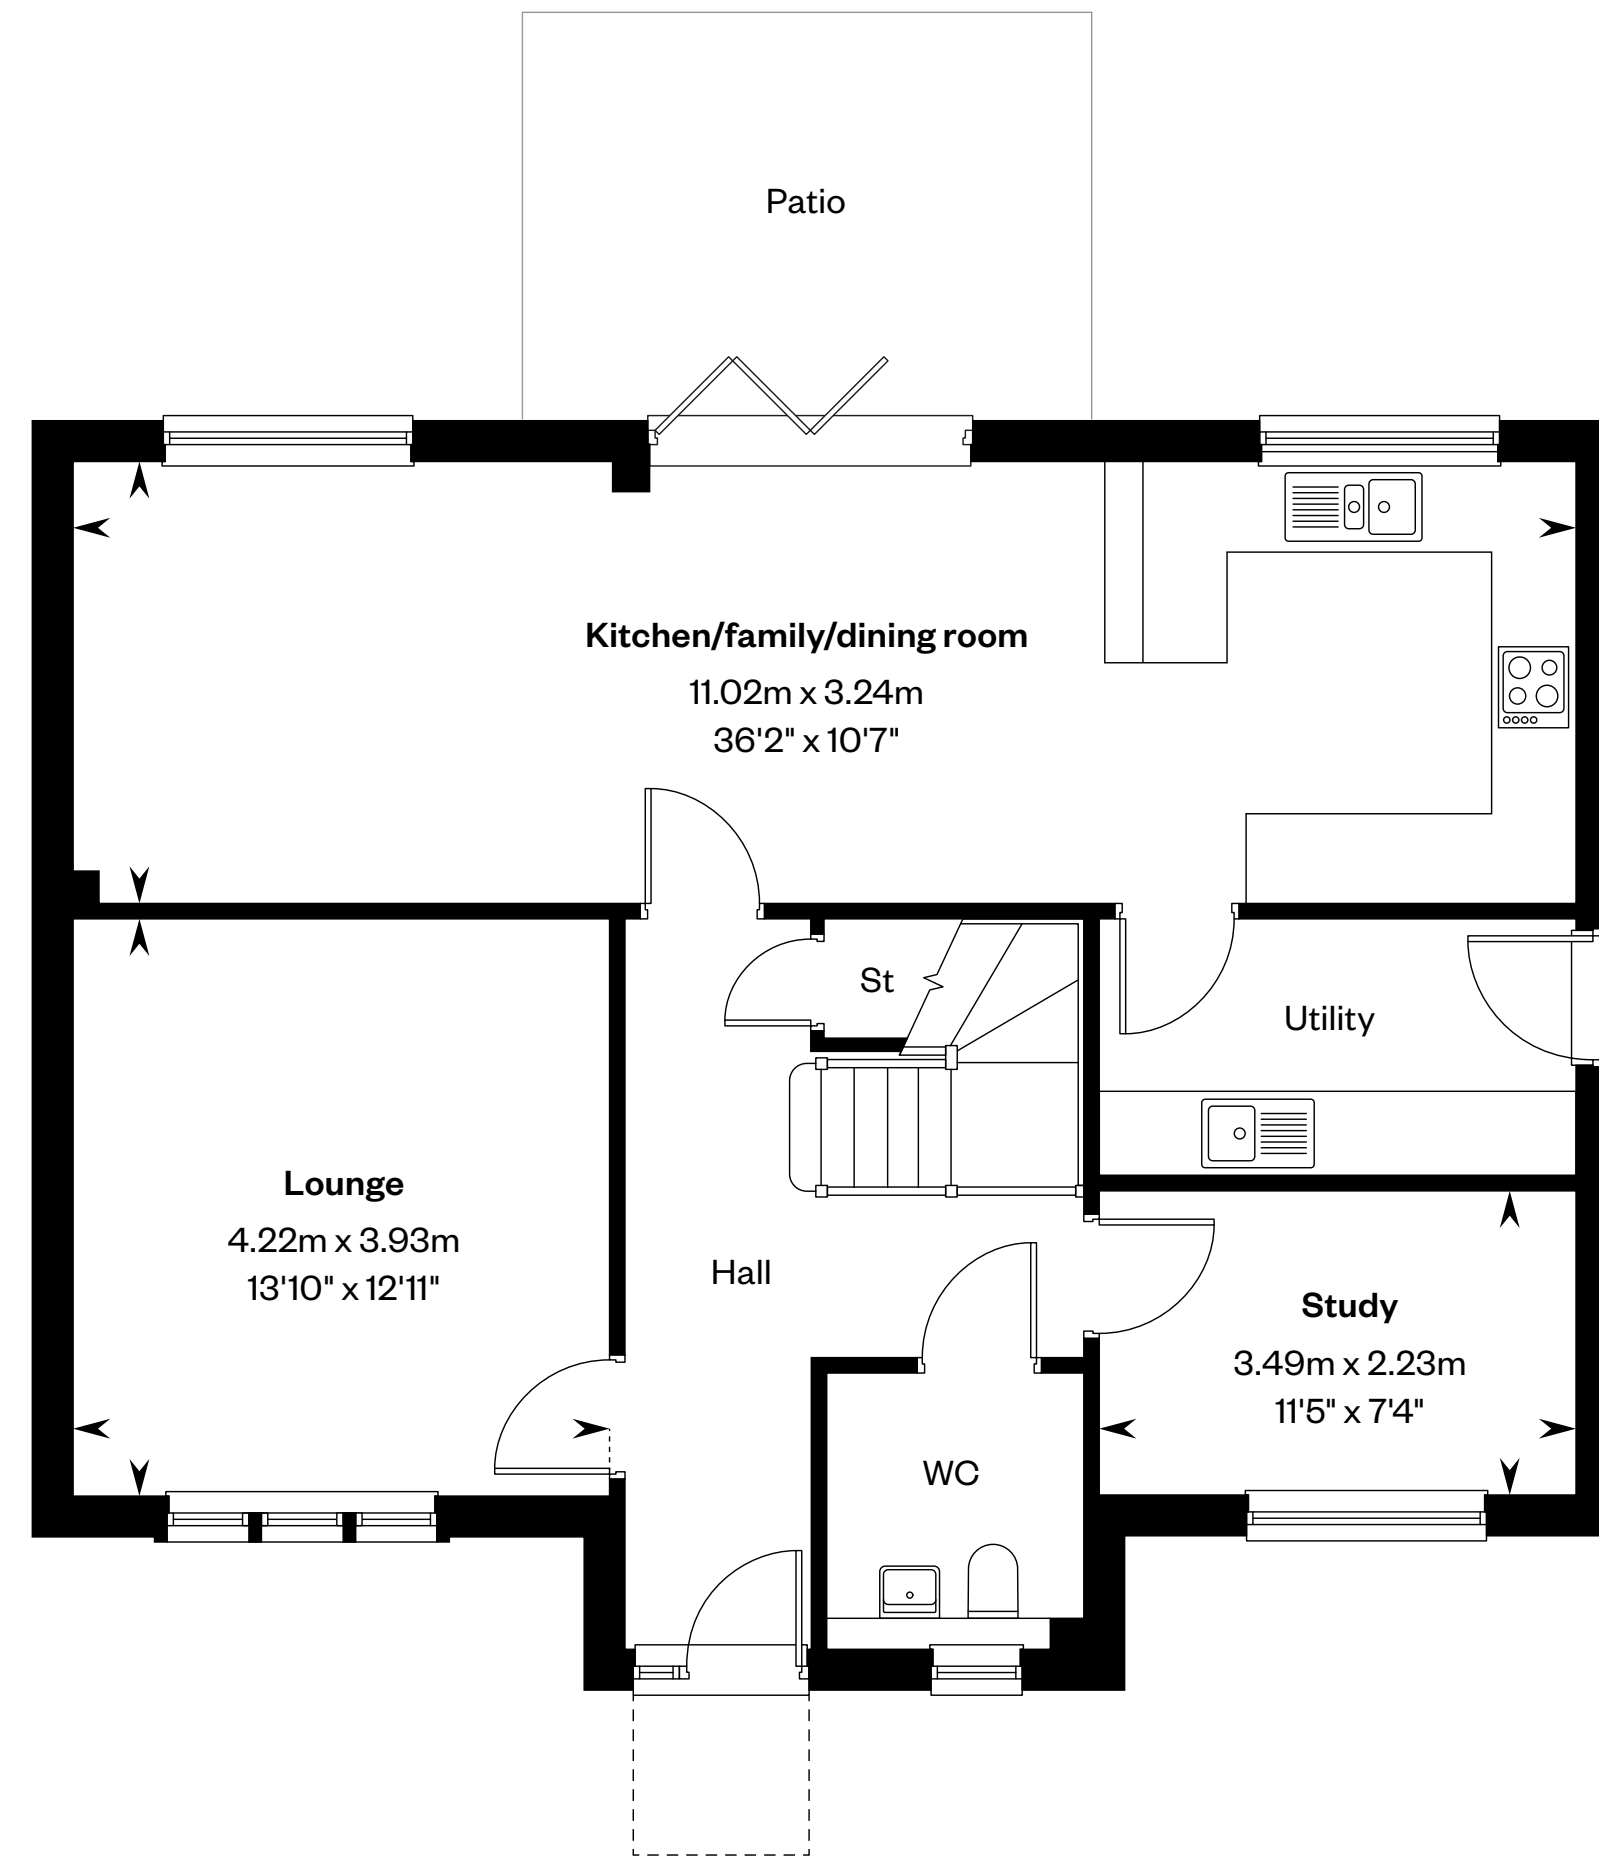 Patio
Kitchen/family/dining room
11.02m x 3.24m
36'2" x 10'7"
St
Utility
Lounge
4.22m x 3.93m
13'10" x 12'11"
Hall
Study
3.49m x 2.23m
11'5" x 7'4"
WC